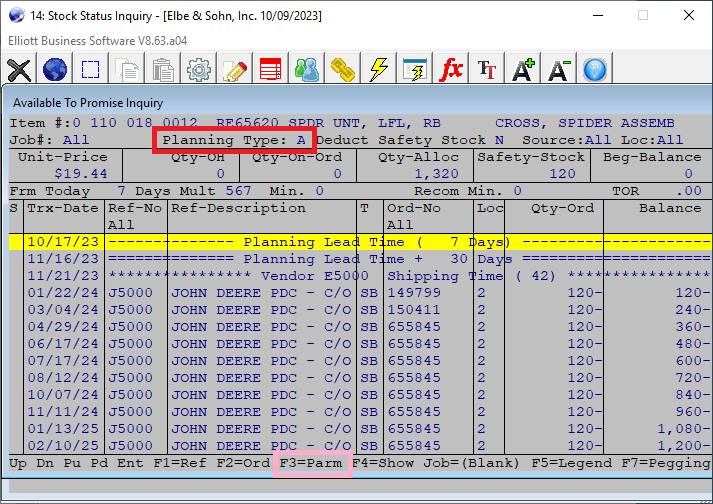 14: Stock Status Inquiry - [Elbe & Sohn, Inc. 10/09/2023]
Elliott Business Software V8.63.a04
fx TT A+ A- ?
Available To Promise Inquiry
Item #:0 110 018 0012 RE65620 SPDR UNT, LFL, RB CROSS, SPIDER ASSEMB
Job#: All Planning Type: A Deduct Safety Stock N Source:All Loc:All
Unit-Price Qty-OH Qty-On-Ord Qty-Alloc Safety-Stock Beg-Balance
$19.44 0 0 1,320 120 0
Frm Today 7 Days Mult 567 Min. 0 Recom Min. 0 TOR .00
S Trx-Date Ref-No Ref-Description T Ord-No Loc Qty-Ord Balance
All All
10/17/23 ------------- Planning Lead Time ( 7 Days) -------------------
11/16/23 ============= Planning Lead Time + 30 Days =====================
11/21/23 **************** Vendor E5000 Shipping Time ( 42) ****************
01/22/24 J5000 JOHN DEERE PDC - C/O SB 149799 2 120- 120-
03/04/24 J5000 JOHN DEERE PDC - C/O SB 150411 2 120- 240-
04/29/24 J5000 JOHN DEERE PDC - C/O SB 655845 2 120- 360-
06/17/24 J5000 JOHN DEERE PDC - C/O SB 655845 2 120- 480-
07/17/24 J5000 JOHN DEERE PDC - C/O SB 655845 2 120- 600-
08/12/24 J5000 JOHN DEERE PDC - C/O SB 655845 2 120- 720-
10/07/24 J5000 JOHN DEERE PDC - C/O SB 655845 2 120- 840-
11/11/24 J5000 JOHN DEERE PDC - C/O SB 655845 2 120- 960-
01/13/25 J5000 JOHN DEERE PDC - C/O SB 655845 2 120- 1,080-
02/10/25 J5000 JOHN DEERE PDC - C/O SB 655845 2 120- 1,200-
Up Dn Pu Pd Ent F1=Ref F2=Ord F3=Parm F4=Show Job=(Blank) F5=Legend F7=Pegging